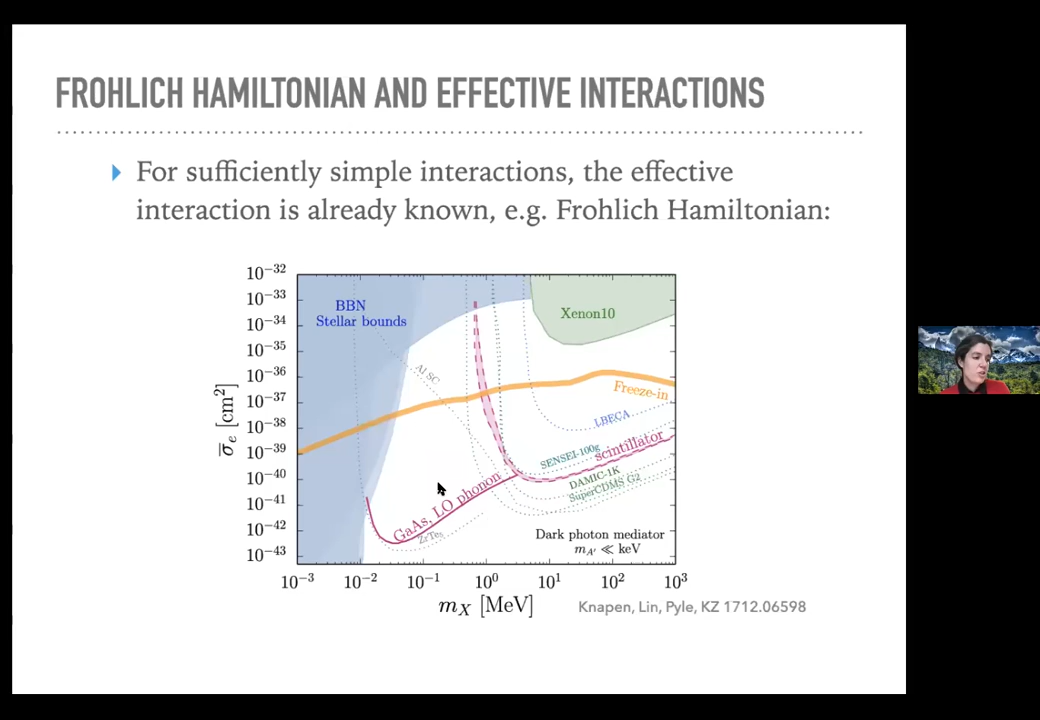 FROHLICH HAMILTONIAN AND EFFECTIVE INTERACTIONS
For sufficiently simple interactions, the effective
interaction is already known, e.g. Frohlich Hamiltonian:
10⁻³²
10⁻³³
10⁻³⁴
10⁻³⁵
10⁻³⁶
10⁻³⁷
10⁻³⁸
10⁻³⁹
10⁻⁴⁰
10⁻⁴¹
10⁻⁴²
10⁻⁴³
σ̅ₑ [cm²]
BBN
Stellar bounds
Xenon10
Al SC
Freeze-in
LBECA
SENSEI-100g
scintillator
DAMIC-1K
SuperCDMS G2
GaAs, LO phonon
ZrTe₅
Dark photon mediator
m_A′ ≪ keV
10⁻³ 10⁻² 10⁻¹ 10⁰ 10¹ 10² 10³
m_X [MeV]
Knapen, Lin, Pyle, KZ 1712.06598